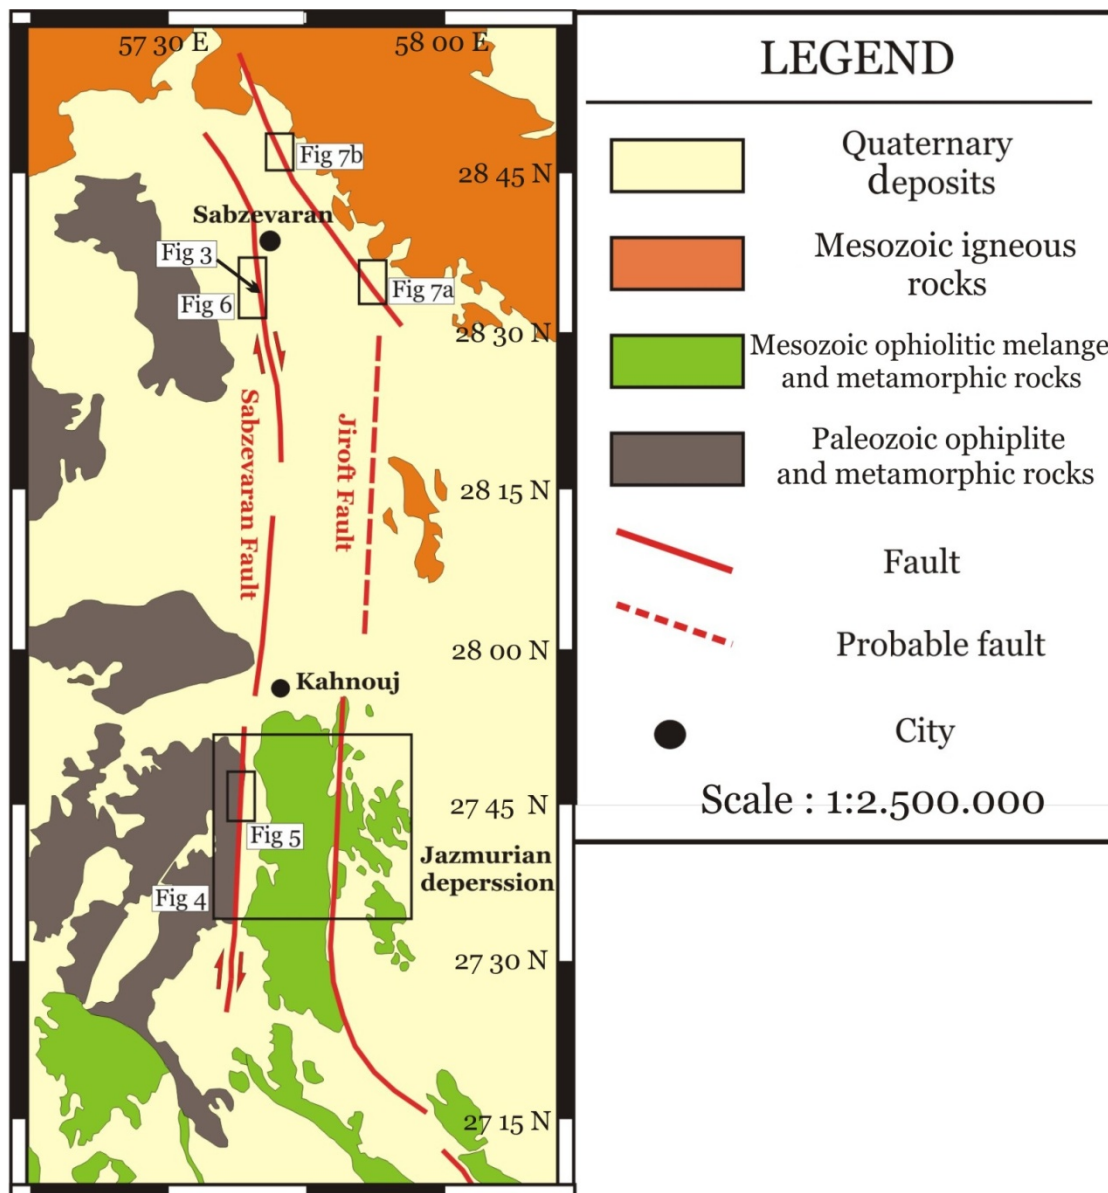 57 30 E
58 00 E
Fig 7b
28 45 N
Sabzevaran
Fig 3
Fig 6
Fig 7a
28 30 N
Sabzevaran Fault
Jiroft Fault
28 15 N
28 00 N
Kahnouj
27 45 N
Fig 5
Jazmurian
deperssion
Fig 4
27 30 N
27 15 N
LEGEND
Quaternary
deposits
Mesozoic igneous
rocks
Mesozoic ophiolitic melange
and metamorphic rocks
Paleozoic ophiplite
and metamorphic rocks
Fault
Probable fault
City
Scale : 1:2.500.000